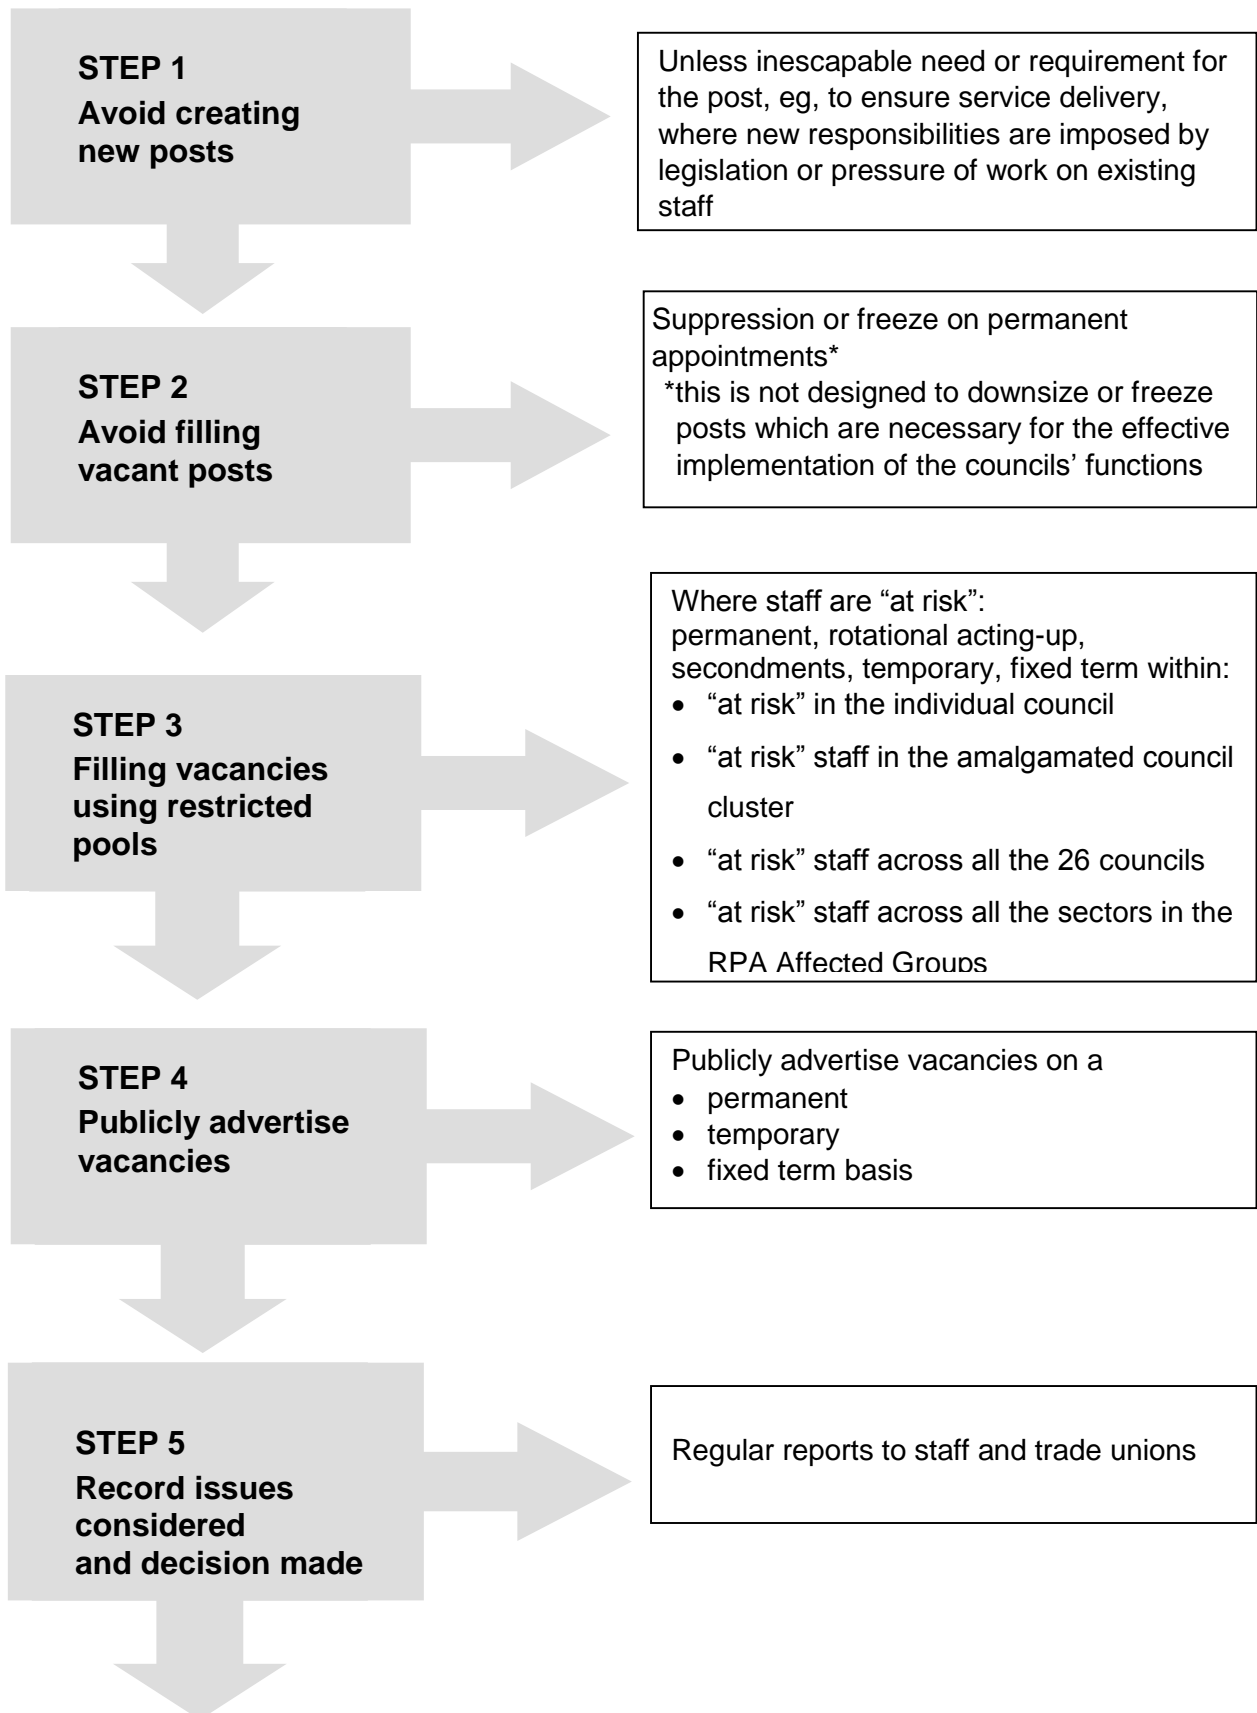 STEP 1
Avoid creating
new posts
Unless inescapable need or requirement for
the post, eg, to ensure service delivery,
where new responsibilities are imposed by
legislation or pressure of work on existing
staff
STEP 2
Avoid filling
vacant posts
Suppression or freeze on permanent
appointments*
*this is not designed to downsize or freeze
posts which are necessary for the effective
implementation of the councils’ functions
STEP 3
Filling vacancies
using restricted
pools
Where staff are “at risk”:
permanent, rotational acting-up,
secondments, temporary, fixed term within:
• “at risk” in the individual council
• “at risk” staff in the amalgamated council
cluster
• “at risk” staff across all the 26 councils
• “at risk” staff across all the sectors in the
RPA Affected Groups
STEP 4
Publicly advertise
vacancies
Publicly advertise vacancies on a
• permanent
• temporary
• fixed term basis
STEP 5
Record issues
considered
and decision made
Regular reports to staff and trade unions